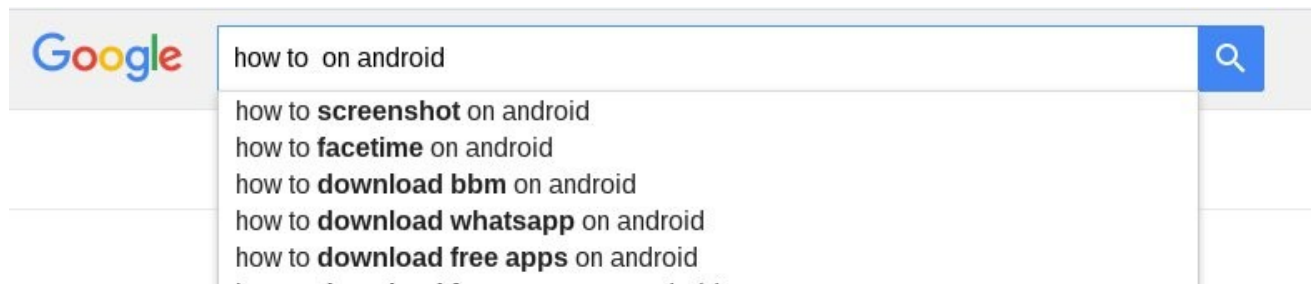 Google
how to  on android
how to screenshot on android
how to facetime on android
how to download bbm on android
how to download whatsapp on android
how to download free apps on android